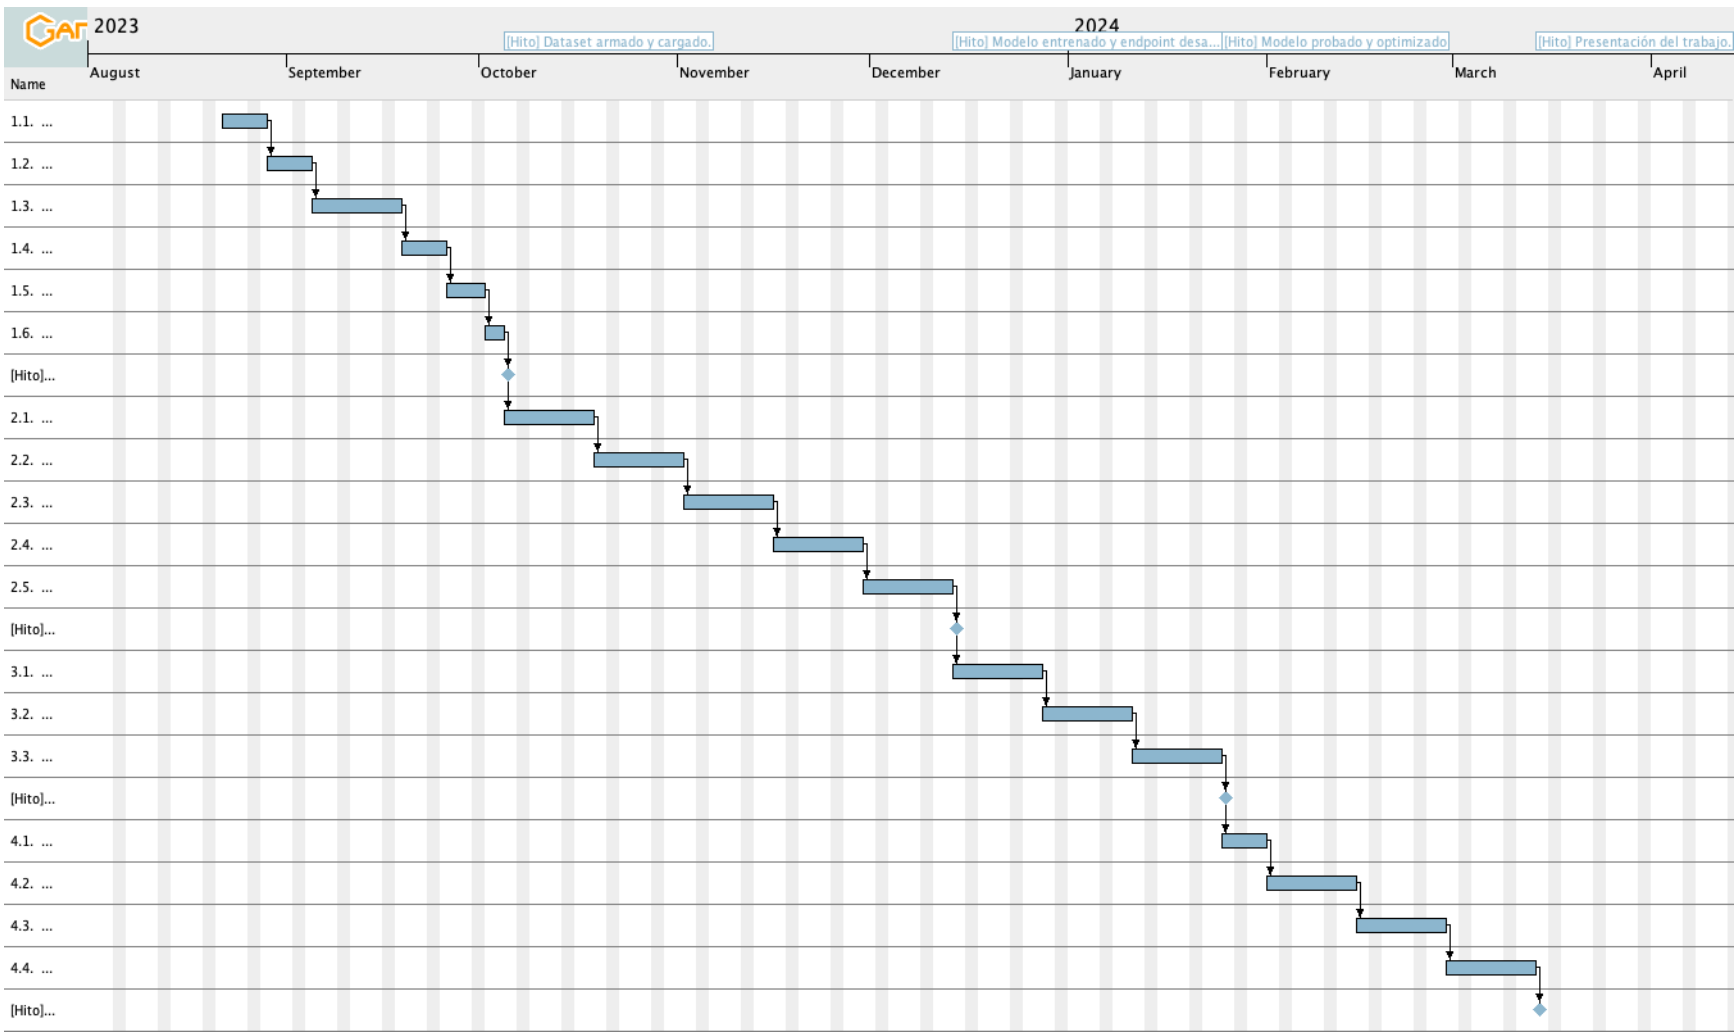 Gan
2023
2024
[Hito] Dataset armado y cargado.
[Hito] Modelo entrenado y endpoint desa...
[Hito] Modelo probado y optimizado
[Hito] Presentación del trabajo.
August
September
October
November
December
January
February
March
April
Name
1.1. ...
1.2. ...
1.3. ...
1.4. ...
1.5. ...
1.6. ...
[Hito]...
2.1. ...
2.2. ...
2.3. ...
2.4. ...
2.5. ...
[Hito]...
3.1. ...
3.2. ...
3.3. ...
[Hito]...
4.1. ...
4.2. ...
4.3. ...
4.4. ...
[Hito]...